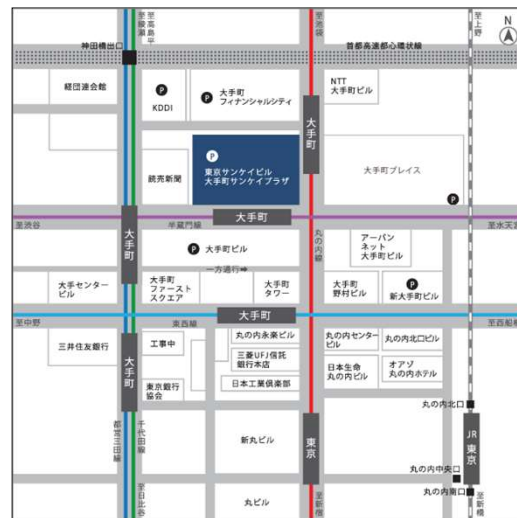 至綾瀬
至高島平
至池袋
至上野
N
神田橋出口
首都高速都心環状線
経団連会館
P
KDDI
P
大手町
フィナンシャルシティ
NTT
大手町ビル
大手町
P
東京サンケイビル
大手町サンケイプラザ
読売新聞
大手町プレイス
P
大手町
大手町
至渋谷
半蔵門線
丸の内線
至水天宮
P
大手町ビル
アーバン
ネット
大手町ビル
一方通行➡
大手センター
ビル
大手町
ファースト
スクエア
大手町
タワー
大手町
野村ビル
P
新大手町ビル
大手町
至中野
東西線
至西船橋
三井住友銀行
大手町
工事中
丸の内永楽ビル
三菱UFJ信託
銀行本店
日本工業倶楽部
東京銀行
協会
丸の内センター
ビル
丸の内北口ビル
日本生命
丸の内ビル
オアゾ
丸の内ホテル
丸の内北口
都営三田線
千代田線
新丸ビル
東京
JR東京
丸の内中央口
丸の内南口
至日比谷
丸ビル
至新宿
至新橋